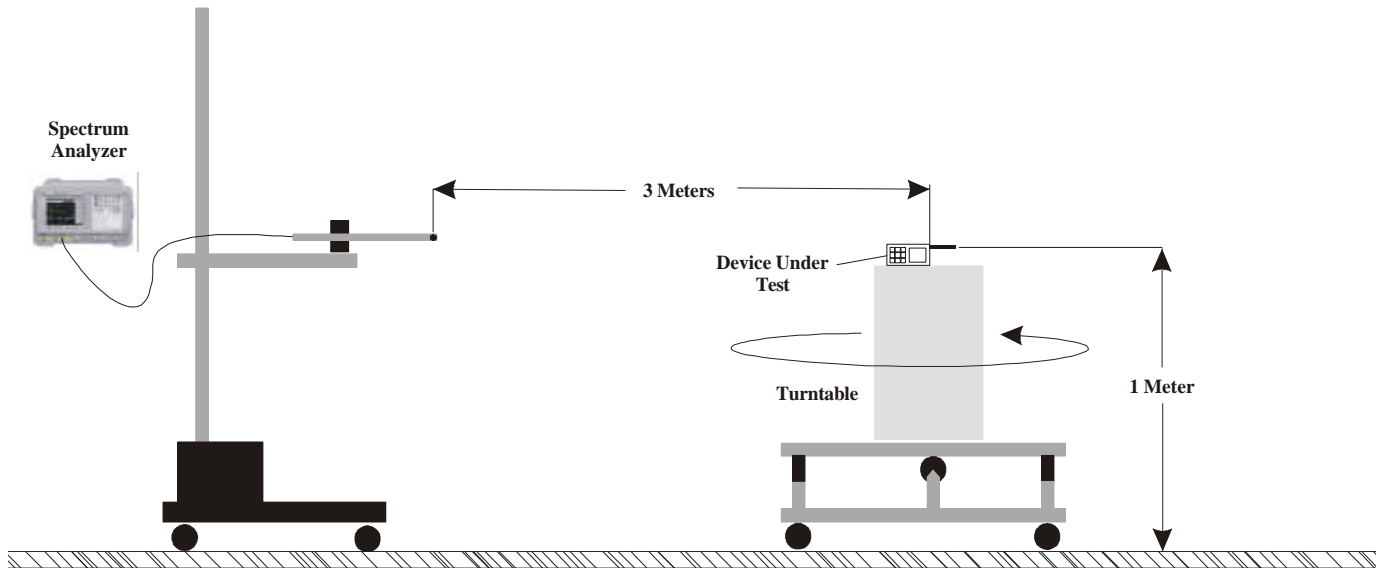 Spectrum
Analyzer
3 Meters
Device Under
Test
Turntable
1 Meter